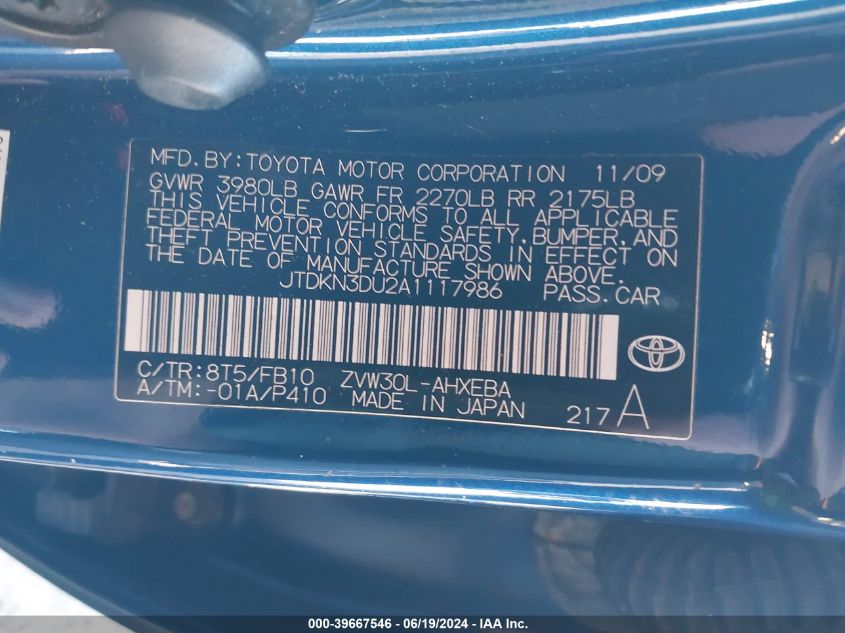 MFD.BY:TOYOTA MOTOR CORPORATION 11/09
GVWR 3980LB GAWR FR 2270LB RR 2175LB
THIS VEHICLE CONFORMS TO ALL APPLICABLE
FEDERAL MOTOR VEHICLE SAFETY,BUMPER,AND
THEFT PREVENTION STANDARDS IN EFFECT ON
THE DATE OF MANUFACTURE SHOWN ABOVE.
JTDKN3DU2A1117986 PASS.CAR
C/TR:8T5/FB10 ZVW30L-AHXEBA
A/TM:-01A/P410 MADE IN JAPAN 217 A
000-39667546 - 06/19/2024 - IAA Inc.